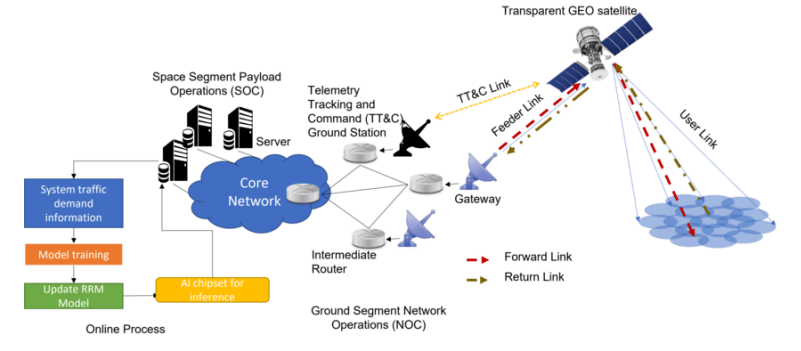 Transparent GEO satellite
Space Segment Payload
Operations (SOC)
Telemetry
Tracking and
Command (TT&C)
Ground Station
TT&C Link
Feeder Link
User Link
Server
Core
Network
System traffic
demand
information
Gateway
Model training
Intermediate
Router
Forward Link
Return Link
Update RRM
Model
AI chipset for
inference
Ground Segment Network
Operations (NOC)
Online Process